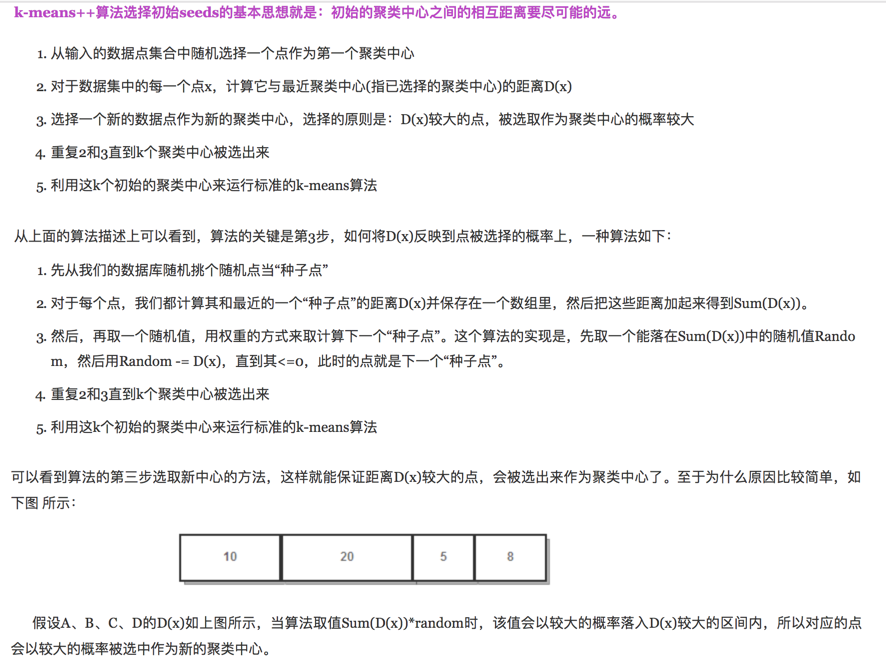 k-means++算法选择初始seeds的基本思想就是：初始的聚类中心之间的相互距离要尽可能的远。
1. 从输入的数据点集合中随机选择一个点作为第一个聚类中心
2. 对于数据集中的每一个点x，计算它与最近聚类中心(指已选择的聚类中心)的距离D(x)
3. 选择一个新的数据点作为新的聚类中心，选择的原则是：D(x)较大的点，被选取作为聚类中心的概率较大
4. 重复2和3直到k个聚类中心被选出来
5. 利用这k个初始的聚类中心来运行标准的k-means算法
从上面的算法描述上可以看到，算法的关键是第3步，如何将D(x)反映到点被选择的概率上，一种算法如下：
1. 先从我们的数据库随机挑个随机点当“种子点”
2. 对于每个点，我们都计算其和最近的一个“种子点”的距离D(x)并保存在一个数组里，然后把这些距离加起来得到Sum(D(x))。
3. 然后，再取一个随机值，用权重的方式来取计算下一个“种子点”。这个算法的实现是，先取一个能落在Sum(D(x))中的随机值Rando
m，然后用Random -= D(x)，直到其<=0，此时的点就是下一个“种子点”。
4. 重复2和3直到k个聚类中心被选出来
5. 利用这k个初始的聚类中心来运行标准的k-means算法
可以看到算法的第三步选取新中心的方法，这样就能保证距离D(x)较大的点，会被选出来作为聚类中心了。至于为什么原因比较简单，如
下图 所示：
10 20 5 8
假设A、B、C、D的D(x)如上图所示，当算法取值Sum(D(x))*random时，该值会以较大的概率落入D(x)较大的区间内，所以对应的点
会以较大的概率被选中作为新的聚类中心。